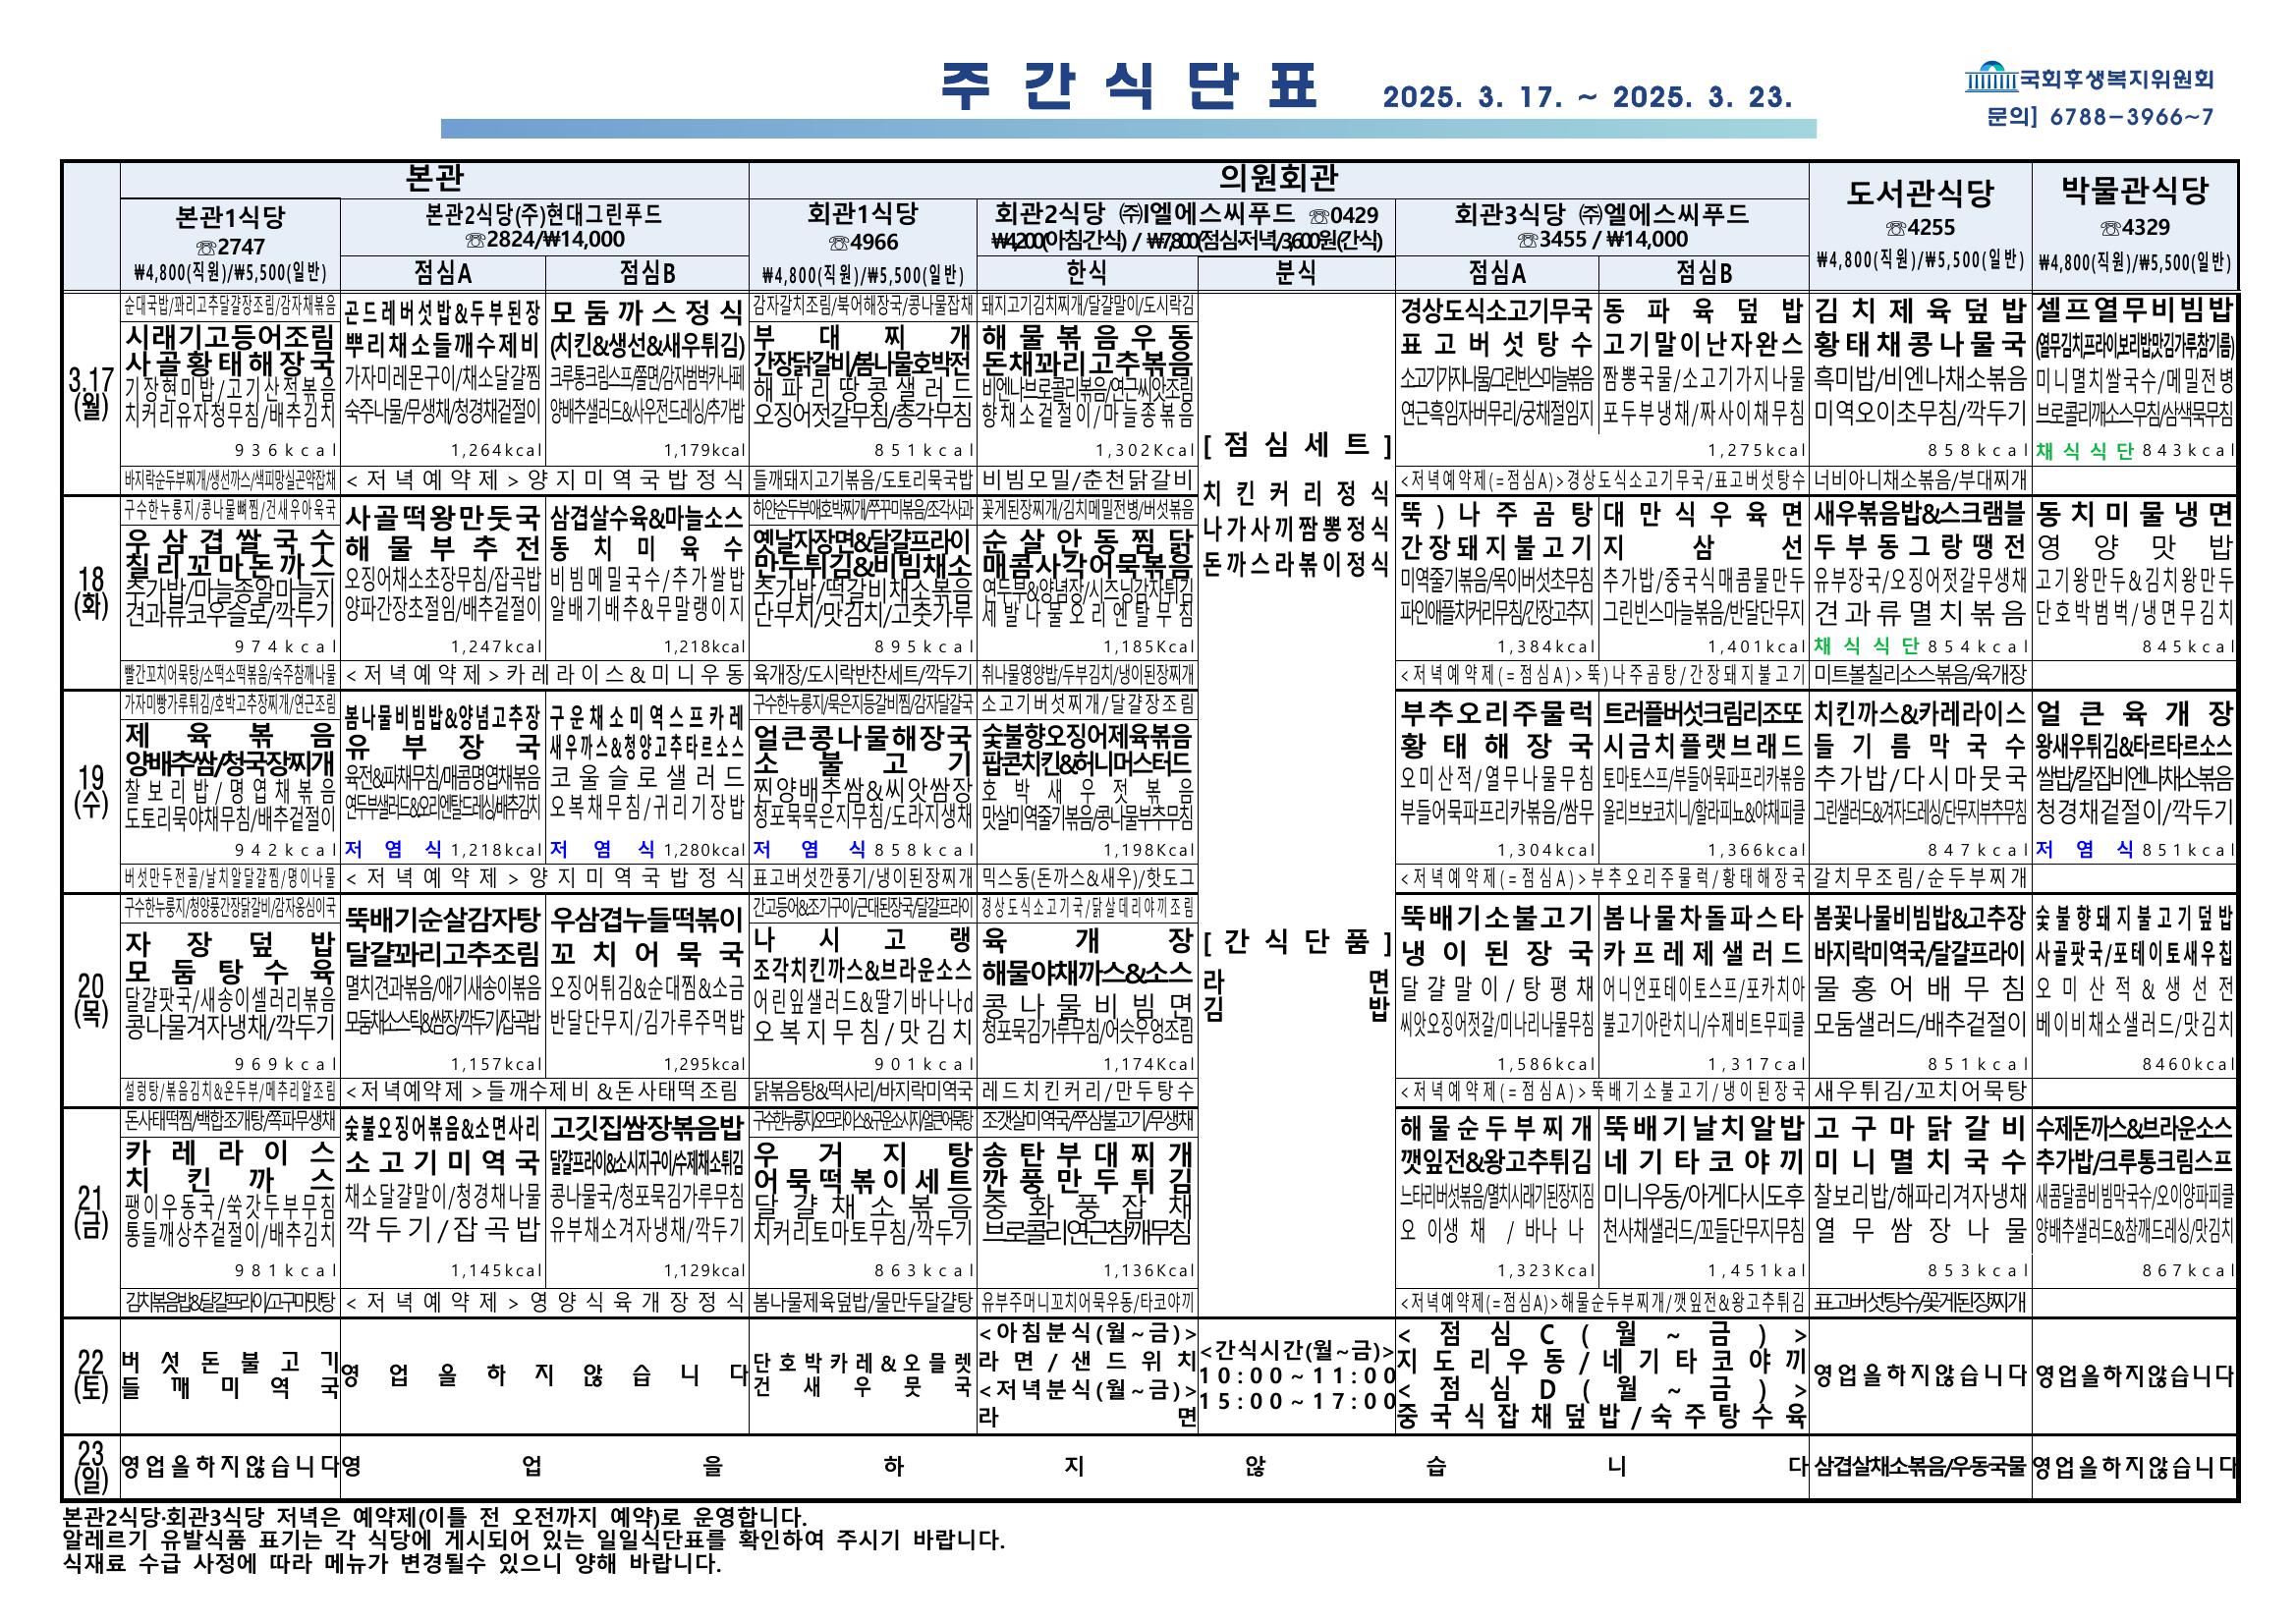 주간식단표 2025. 3. 17. ~ 2025. 3. 23.
국회후생복지위원회
문의] 6788-3966~7
본관
의원회관
도서관식당
☏4255
₩4,800(직원)/₩5,500(일반)
박물관식당
☏4329
₩4,800(직원)/₩5,500(일반)
본관1식당
☏2747
₩4,800(직원)/₩5,500(일반)
본관2식당(주)현대그린푸드
☏2824/₩14,000
점심A
점심B
회관1식당
☏4966
₩4,800(직원)/₩5,500(일반)
회관2식당 ㈜엘에스씨푸드 ☏0429
₩4,200(아침·간식) / ₩7,800(점심·저녁/3,600원(간식)
한식
분식
회관3식당 ㈜엘에스씨푸드
☏3455 / ₩14,000
점심A
점심B
3.17
(월)
순대국밥/꽈리고추달걀장조림/감자채볶음
시래기고등어조림
사골황태해장국
기장현미밥/고기산적볶음
치커리유자청무침/배추김치
936kcal
바지락순두부찌개/생선까스/색피망실곤약잡채
곤드레버섯밥&두부된장
뿌리채소들깨수제비
가자미레몬구이/채소달걀찜
숙주나물/무생채/청경채겉절이
1,264kcal
모둠까스정식
(치킨&생선&새우튀김)
크루통크림스프/쫄면/감자범벅카나페
양배추샐러드&사우전드레싱/추가밥
1,179kcal
<저녁예약제>양지미역국밥정식
감자갈치조림/북어해장국/콩나물잡채
부대찌개
간장닭갈비/봄나물호박전
해파리땅콩샐러드
오징어젓갈무침/총각무침
851kcal
들깨돼지고기볶음/도토리묵국밥
돼지고기김치찌개/달걀말이/도시락김
해물볶음우동
돈채꽈리고추볶음
비엔나브로콜리볶음/연근씨앗조림
향채소겉절이/마늘종볶음
1,302Kcal
비빔모밀/춘천닭갈비
[점심세트]
치킨커리정식
나가사끼짬뽕정식
돈까스라볶이정식
경상도식소고기무국
표고버섯탕수
소고기가지나물/그린빈스마늘볶음
연근흑임자버무리/궁채절임지
동파육덮밥
고기말이난자완스
짬뽕국물/소고기가지나물
포두부냉채/짜사이채무침
1,275kcal
<저녁예약제(=점심A)>경상도식소고기무국/표고버섯탕수
김치제육덮밥
황태채콩나물국
흑미밥/비엔나채소볶음
미역오이초무침/깍두기
858kcal
너비아니채소볶음/부대찌개
셀프열무비빔밥
(열무김치,프라이,보리밥,맛김가루,참기름)
미니멸치쌀국수/메밀전병
브로콜리깨소스무침/삼색묵무침
채식식단 843kcal
18
(화)
구수한누룽지/콩나물뼈찜/건새우아욱국
우삼겹쌀국수
칠리꼬마돈까스
추가밥/마늘종알마늘지
견과류코우슬로/깍두기
974kcal
빨간꼬치어묵탕/소떡소떡볶음/숙주참깨나물
사골떡왕만둣국
해물부추전
오징어채소초장무침/잡곡밥
양파간장초절임/배추겉절이
1,247kcal
삼겹살수육&마늘소스
동치미육수
비빔메밀국수/추가쌀밥
알배기배추&무말랭이지
1,218kcal
<저녁예약제>카레라이스&미니우동
하얀순두부애호박찌개/쭈꾸미볶음/조각사과
옛날자장면&달걀프라이
만두튀김&비빔채소
추가밥/떡갈비채소볶음
단무지/맛김치/고춧가루
895kcal
육개장/도시락반찬세트/깍두기
꽃게된장찌개/김치메밀전병/버섯볶음
순살안동찜닭
매콤사각어묵볶음
연두부&양념장/시즈닝감자튀김
세발나물오리엔탈무침
1,185Kcal
취나물영양밥/두부김치/냉이된장찌개
뚝)나주곰탕
간장돼지불고기
미역줄기볶음/목이버섯초무침
파인애플치커리무침/간장고추지
1,384kcal
대만식우육면
지삼선
추가밥/중국식매콤물만두
그린빈스마늘볶음/반달단무지
1,401kcal
<저녁예약제(=점심A)>뚝)나주곰탕/간장돼지불고기
새우볶음밥&스크램블
두부동그랑땡전
유부장국/오징어젓갈무생채
견과류멸치볶음
채식식단 854kcal
미트볼칠리소스볶음/육개장
동치미물냉면
영양맛밥
고기왕만두&김치왕만두
단호박범벅/냉면무김치
845kcal
19
(수)
가자미빵가루튀김/호박고추장찌개/연근조림
제육볶음
양배추쌈/청국장찌개
찰보리밥/명엽채볶음
도토리묵야채무침/배추겉절이
942kcal
버섯만두전골/날치알달걀찜/명이나물
봄나물비빔밥&양념고추장
유부장국
육전&파채무침/매콤명엽채볶음
연두부샐러드&오리엔탈드레싱/배추김치
저염식 1,218kcal
구운채소미역스프카레
새우까스&청양고추타르소스
코울슬로샐러드
오복채무침/귀리기장밥
저염식 1,280kcal
<저녁예약제>양지미역국밥정식
구수한누룽지/묵은지등갈비찜/감자달걀국
얼큰콩나물해장국
소불고기
찐양배추쌈&씨앗쌈장
청포묵묵은지무침/도라지생채
저염식 858kcal
표고버섯깐풍기/냉이된장찌개
소고기버섯찌개/달걀장조림
숯불향오징어제육볶음
팝콘치킨&허니머스터드
호박새우젓볶음
맛살미역줄기볶음/콩나물부추무침
1,198Kcal
믹스동(돈까스&새우)/핫도그
부추오리주물럭
황태해장국
오미산적/열무나물무침
부들어묵파프리카볶음/쌈무
1,304kcal
트러플버섯크림리조또
시금치플랫브래드
토마토스프/부들어묵파프리카볶음
올리브보코치니/할라피뇨&야채피클
1,366kcal
<저녁예약제(=점심A)>부추오리주물럭/황태해장국
치킨까스&카레라이스
들기름막국수
추가밥/다시마뭇국
그린샐러드&겨자드레싱/단무지부추무침
847kcal
갈치무조림/순두부찌개
얼큰육개장
왕새우튀김&타르타르소스
쌀밥/칼집비엔나채소볶음
청경채겉절이/깍두기
저염식 851kcal
20
(목)
구수한누룽지/청양풍간장닭갈비/감자옹심이국
자장덮밥
모둠탕수육
달걀팟국/새송이셀러리볶음
콩나물겨자냉채/깍두기
969kcal
설렁탕/볶음김치&온두부/메추리알조림
뚝배기순살감자탕
달걀꽈리고추조림
멸치견과볶음/애기새송이볶음
모둠채소스틱&쌈장/깍두기/잡곡밥
1,157kcal
우삼겹누들떡볶이
꼬치어묵국
오징어튀김&순대찜&소금
반달단무지/김가루주먹밥
1,295kcal
<저녁예약제>들깨수제비&돈사태떡조림
간고등어&조기구이/근대된장국/달걀프라이
나시고랭
조각치킨까스&브라운소스
어린잎샐러드&딸기바나나d
오복지무침/맛김치
901kcal
닭볶음탕&떡사리/바지락미역국
경상도식소고기국/닭살데리야끼조림
육개장
해물야채까스&소스
콩나물비빔면
청포묵김가루무침/어슷우엉조림
1,174Kcal
레드치킨커리/만두탕수
[간식단품]
라면
김밥
뚝배기소불고기
냉이된장국
달걀말이/탕평채
씨앗오징어젓갈/미나리나물무침
1,586kcal
봄나물차돌파스타
카프레제샐러드
어니언포테이토스프/포카치아
불고기아란치니/수제비트무피클
1,317cal
<저녁예약제(=점심A)>뚝배기소불고기/냉이된장국
봄꽃나물비빔밥&고추장
바지락미역국/달걀프라이
물홍어배무침
모둠샐러드/배추겉절이
851kcal
새우튀김/꼬치어묵탕
숯불향돼지불고기덮밥
사골팟국/포테이토새우칩
오미산적&생선전
베이비채소샐러드/맛김치
8460kcal
21
(금)
돈사태떡찜/백합조개탕/쪽파무생채
카레라이스
치킨까스
팽이우동국/쑥갓두부무침
통들깨상추겉절이/배추김치
981kcal
김치볶음밥&달걀프라이/고구마맛탕
숯불오징어볶음&소면사리
소고기미역국
채소달걀말이/청경채나물
깍두기/잡곡밥
1,145kcal
고깃집쌈장볶음밥
달걀프라이&소시지구이/수제채소튀김
콩나물국/청포묵김가루무침
유부채소겨자냉채/깍두기
1,129kcal
<저녁예약제>영양식육개장정식
구수한누룽지/오므라이스&구운소시지/얼큰어묵탕
우거지탕
어묵떡볶이세트
달걀채소볶음
치커리토마토무침/깍두기
863kcal
봄나물제육덮밥/물만두달걀탕
조갯살미역국/쭈삼불고기/무생채
송탄부대찌개
깐풍만두튀김
중화풍잡채
브로콜리연근참깨무침
1,136Kcal
유부주머니꼬치어묵우동/타코야끼
해물순두부찌개
깻잎전&왕고추튀김
느타리버섯볶음/멸치시래기된장지짐
오이생채 / 바나나
1,323Kcal
뚝배기날치알밥
네기타코야끼
미니우동/아게다시도후
천사채샐러드/꼬들단무지무침
1,451kal
<저녁예약제(=점심A)>해물순두부찌개/깻잎전&왕고추튀김
고구마닭갈비
미니멸치국수
찰보리밥/해파리겨자냉채
열무쌈장나물
853kcal
표고버섯탕수/꽃게된장찌개
수제돈까스&브라운소스
추가밥/크루통크림스프
새콤달콤비빔막국수/오이양파피클
양배추샐러드&참깨드레싱/맛김치
867kcal
22
(토)
버섯돈불고기
들깨미역국
영업을하지않습니다
단호박카레&오믈렛
건새우뭇국
<아침분식(월~금)>
라면/샌드위치
<저녁분식(월~금)>
라면
<간식시간(월~금)>
10:00~11:00
15:00~17:00
<점심C(월~금)>
지도리우동/네기타코야끼
<점심D(월~금)>
중국식잡채덮밥/숙주탕수육
영업을하지않습니다
영업을하지않습니다
23
(일)
영업을하지않습니다
영업을하지않습니다
삼겹살채소볶음/우동국물
영업을하지않습니다
본관2식당·회관3식당 저녁은 예약제(이틀 전 오전까지 예약)로 운영합니다.
알레르기 유발식품 표기는 각 식당에 게시되어 있는 일일식단표를 확인하여 주시기 바랍니다.
식재료 수급 사정에 따라 메뉴가 변경될수 있으니 양해 바랍니다.